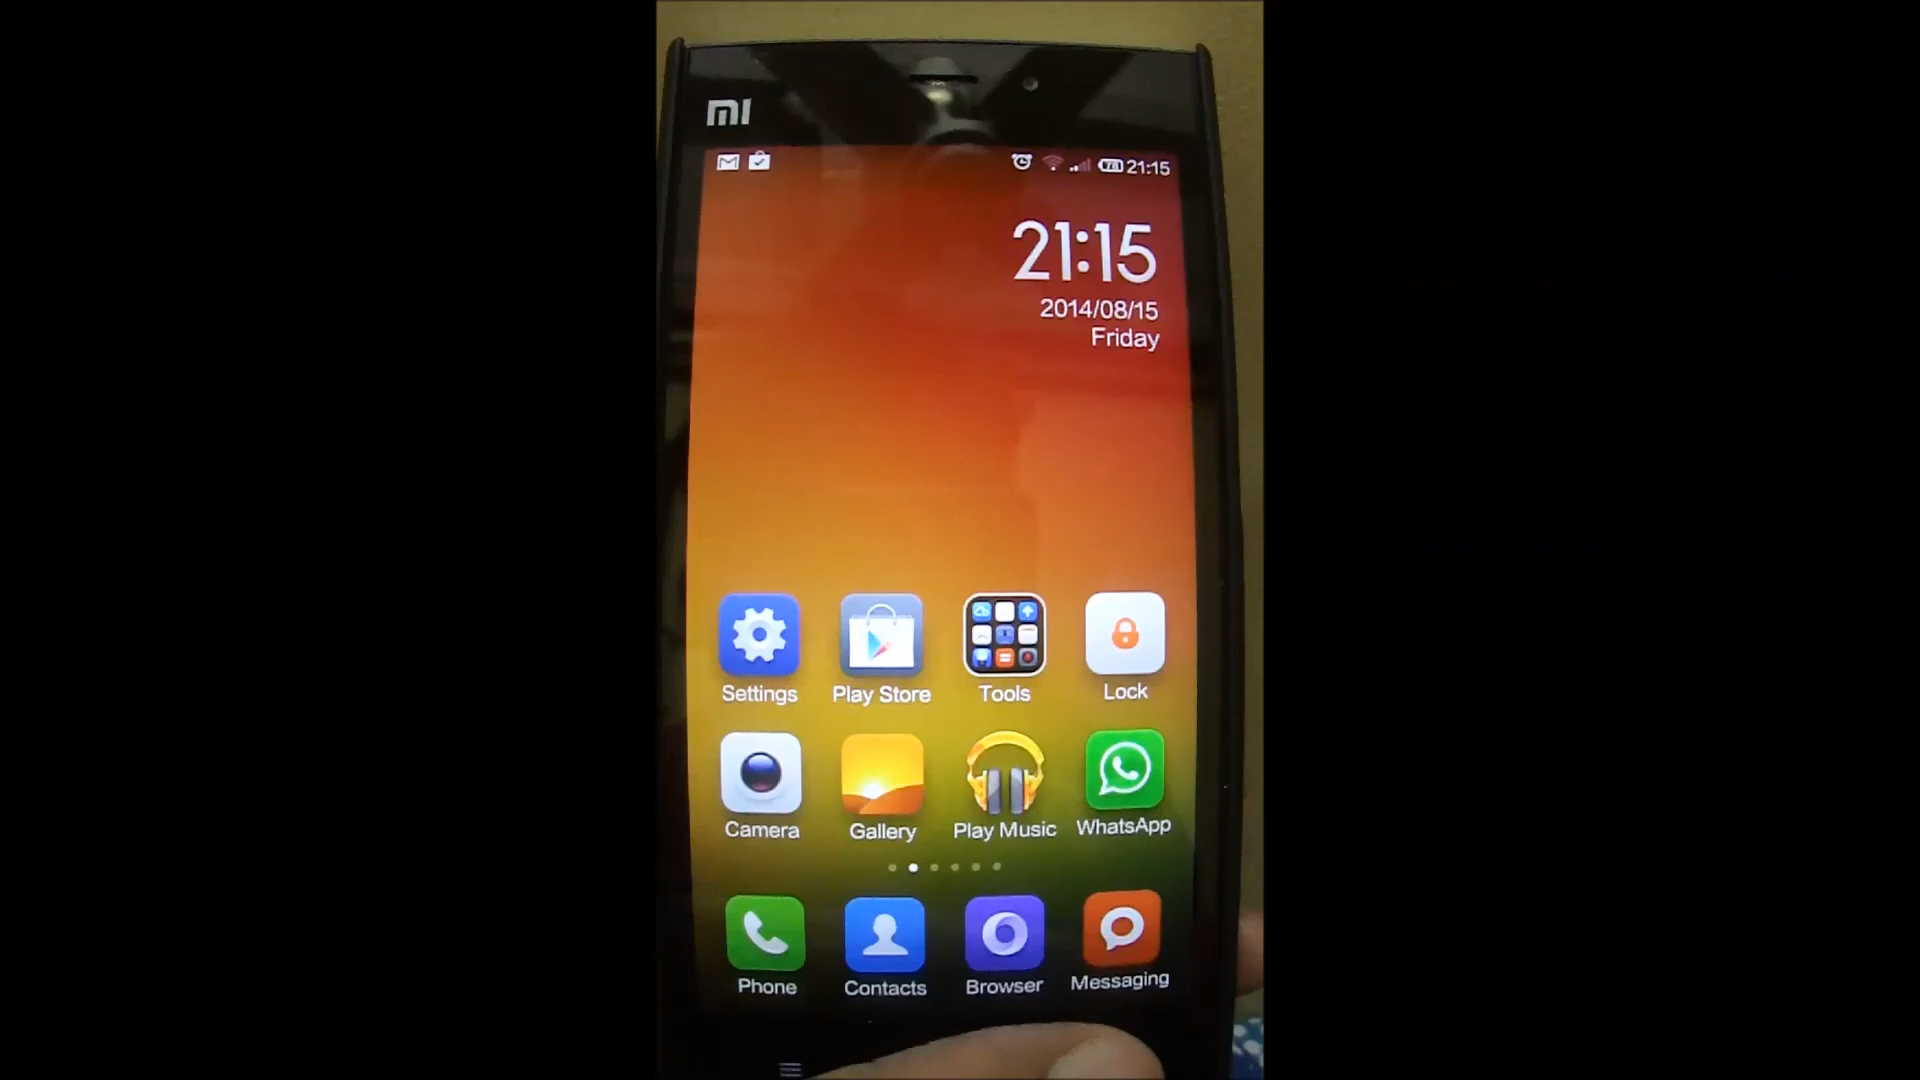 mi
78 21:15
21:15
2014/08/15
Friday
Settings Play Store Tools Lock
Camera Gallery Play Music WhatsApp
Phone Contacts Browser Messaging